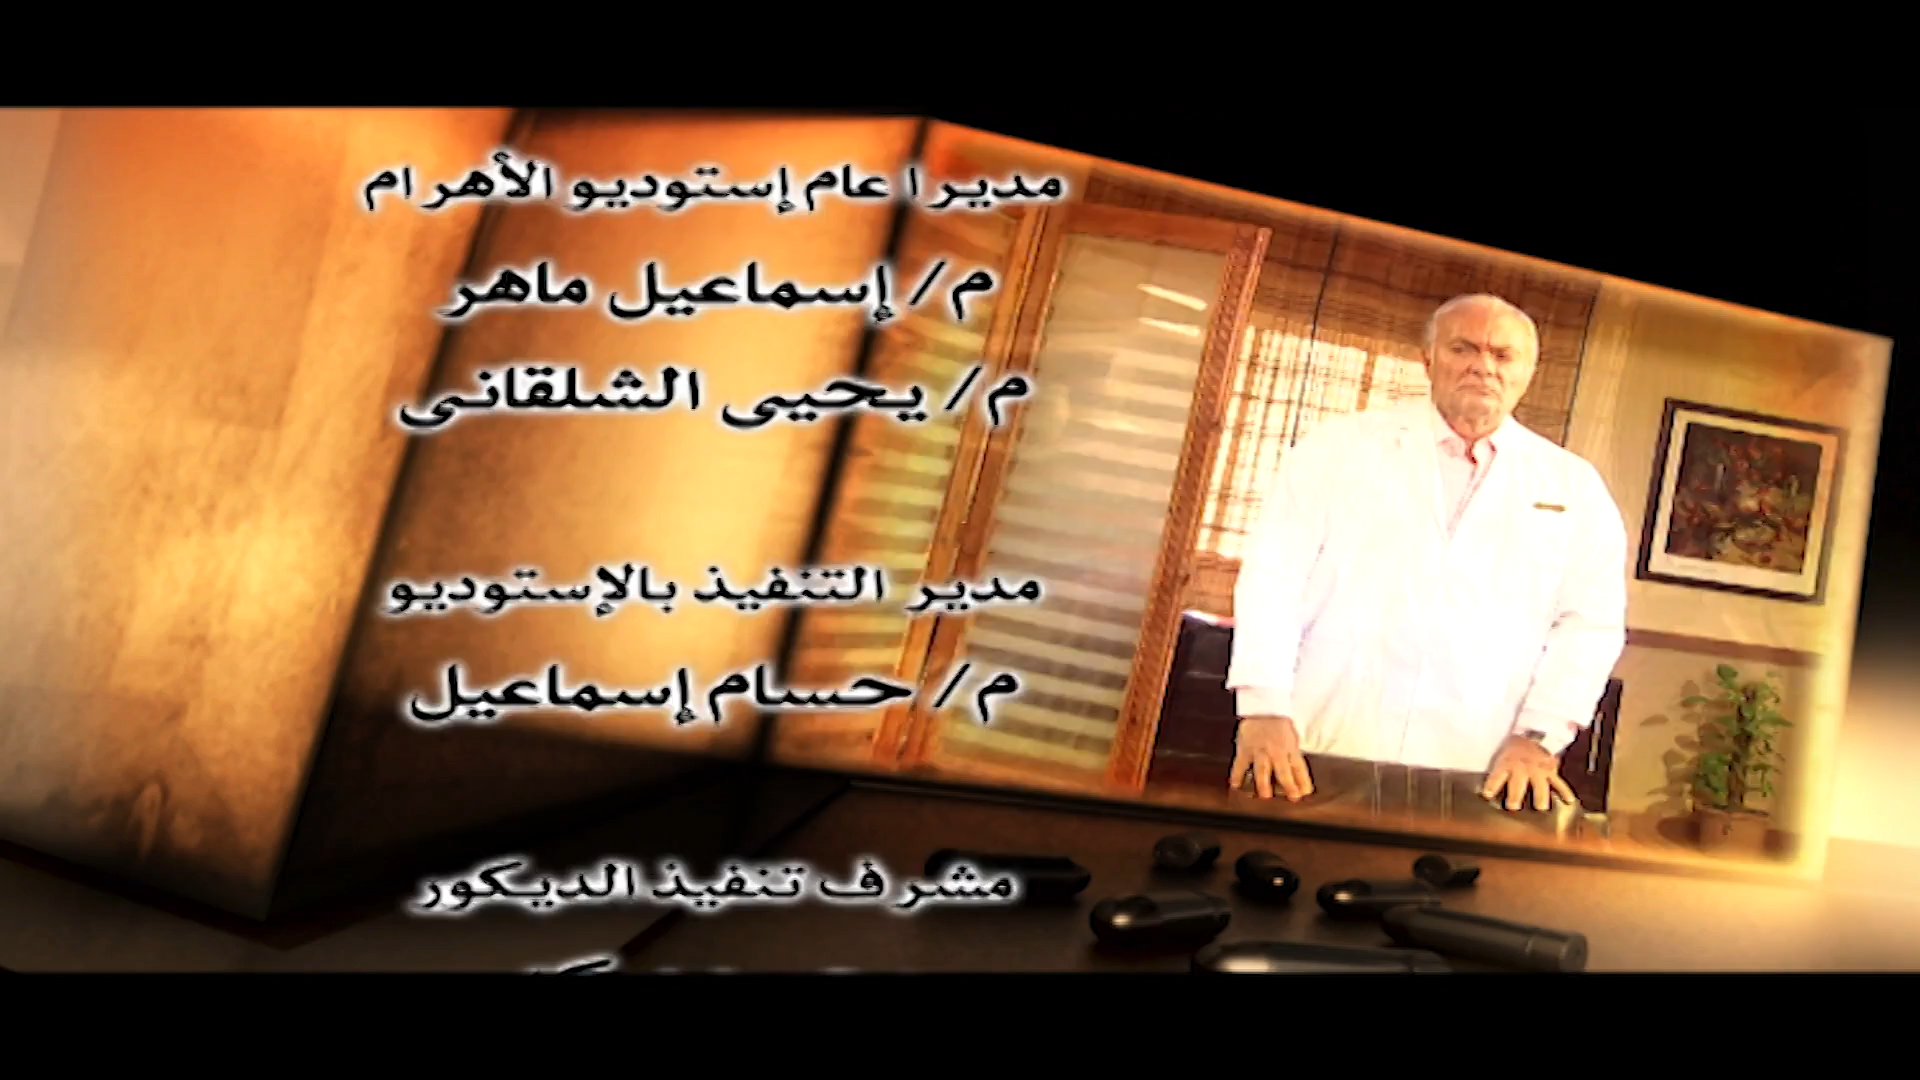 مديرا عام إستوديو الأهرام
م/ إسماعيل ماهر
م/ يحيى الشلقانى
مدير التنفيذ بالإستوديو
م/ حسام إسماعيل
مشرف تنفيذ الديكور